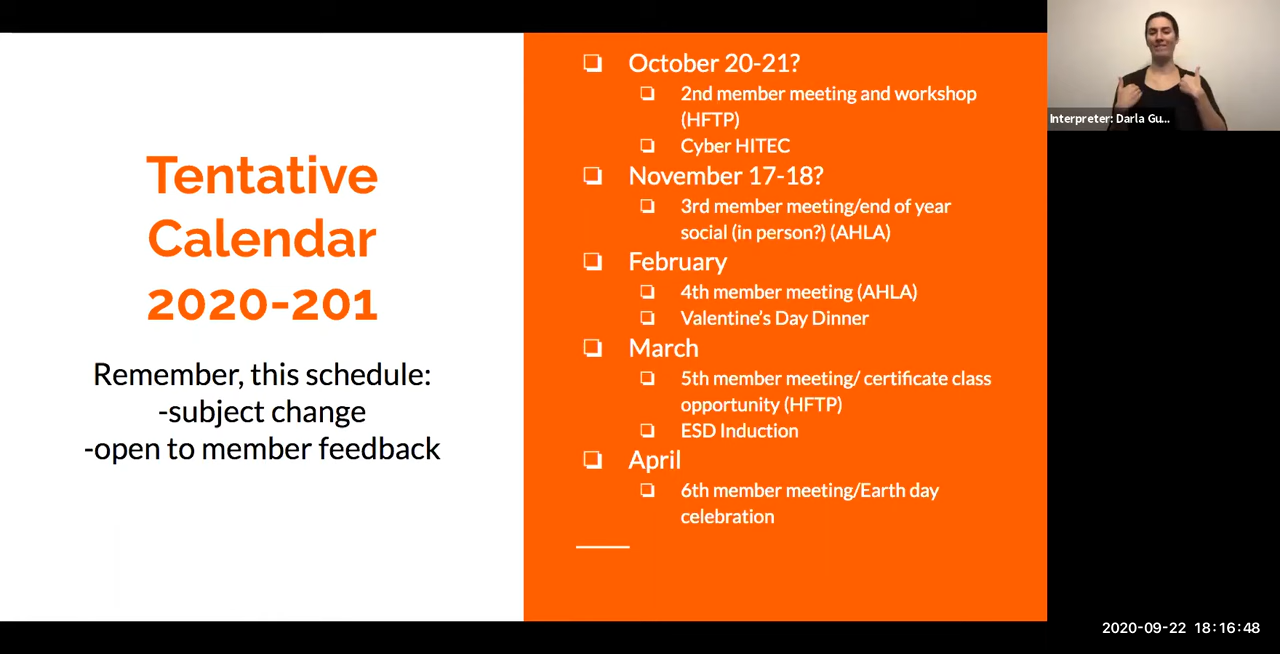 Tentative
Calendar
2020-201
Remember, this schedule:
-subject change
-open to member feedback
October 20-21?
2nd member meeting and workshop
(HFTP)
Cyber HITEC
November 17-18?
3rd member meeting/end of year
social (in person?) (AHLA)
February
4th member meeting (AHLA)
Valentine’s Day Dinner
March
5th member meeting/ certificate class
opportunity (HFTP)
ESD Induction
April
6th member meeting/Earth day
celebration
Interpreter: Darla Gu...
2020-09-22 18:16:48